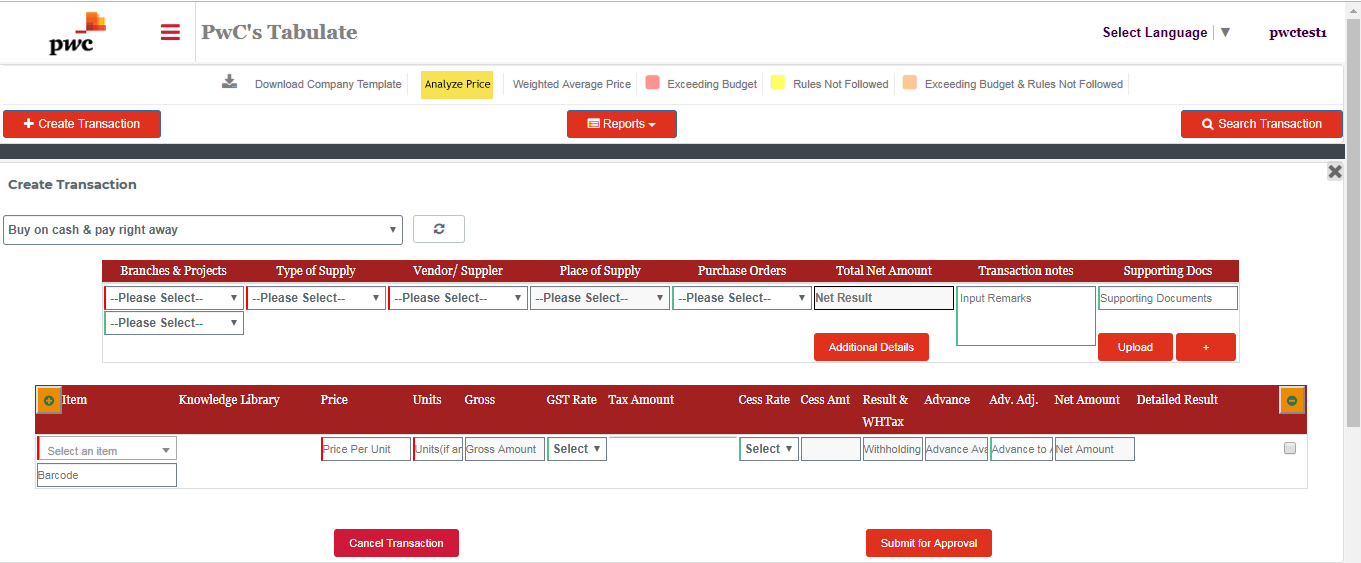 pwc
PwC's Tabulate
Select Language ▼
pwctest1
Download Company Template
Analyze Price
Weighted Average Price
Exceeding Budget
Rules Not Followed
Exceeding Budget & Rules Not Followed
+ Create Transaction
Reports
Search Transaction
Create Transaction
Buy on cash & pay right away
Branches & Projects Type of Supply Vendor/ Suppler Place of Supply Purchase Orders Total Net Amount Transaction notes Supporting Docs
--Please Select-- --Please Select-- --Please Select-- --Please Select-- --Please Select-- Net Result Input Remarks Supporting Documents
--Please Select--
Additional Details Upload +
Item Knowledge Library Price Units Gross GST Rate Tax Amount Cess Rate Cess Amt Result & Advance Adv. Adj. Net Amount Detailed Result
WHTax
Select an item Price Per Unit Units(if an Gross Amount Select Select Withholding Advance Ava Advance to A Net Amount
Barcode
Cancel Transaction Submit for Approval